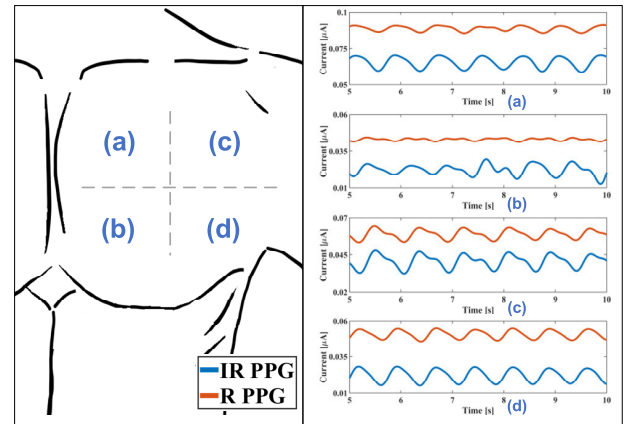 (a)
(c)
(b)
(d)
IR PPG
R PPG
0.1
0.075
0.05
Current [μA]
5
6
7
8
9
10
Time [s]
(a)
0.06
0.035
0.01
Current [μA]
5
6
7
8
9
10
Time [s]
(b)
0.07
0.045
0.02
Current [μA]
5
6
7
8
9
10
Time [s]
(c)
0.06
0.035
0.01
Current [μA]
5
6
7
8
9
10
Time [s]
(d)